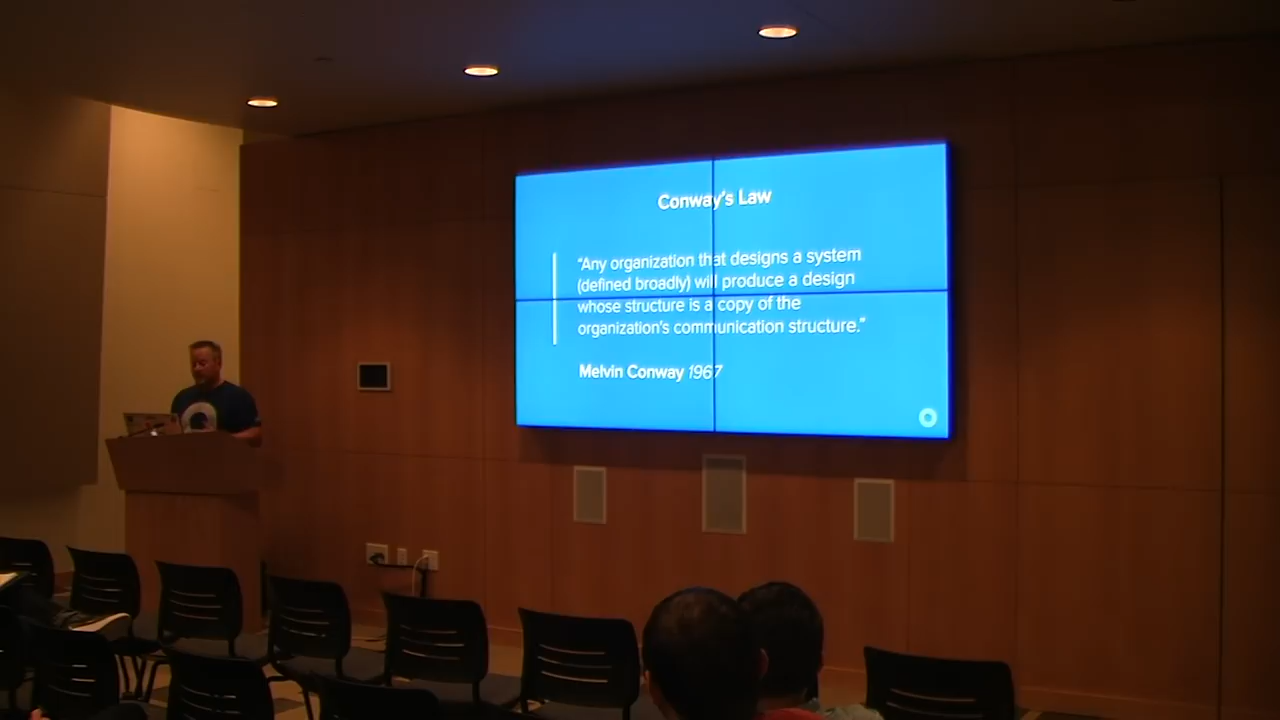 Conway's Law
“Any organization that designs a system
(defined broadly) will produce a design
whose structure is a copy of the
organization's communication structure.”
Melvin Conway 1967